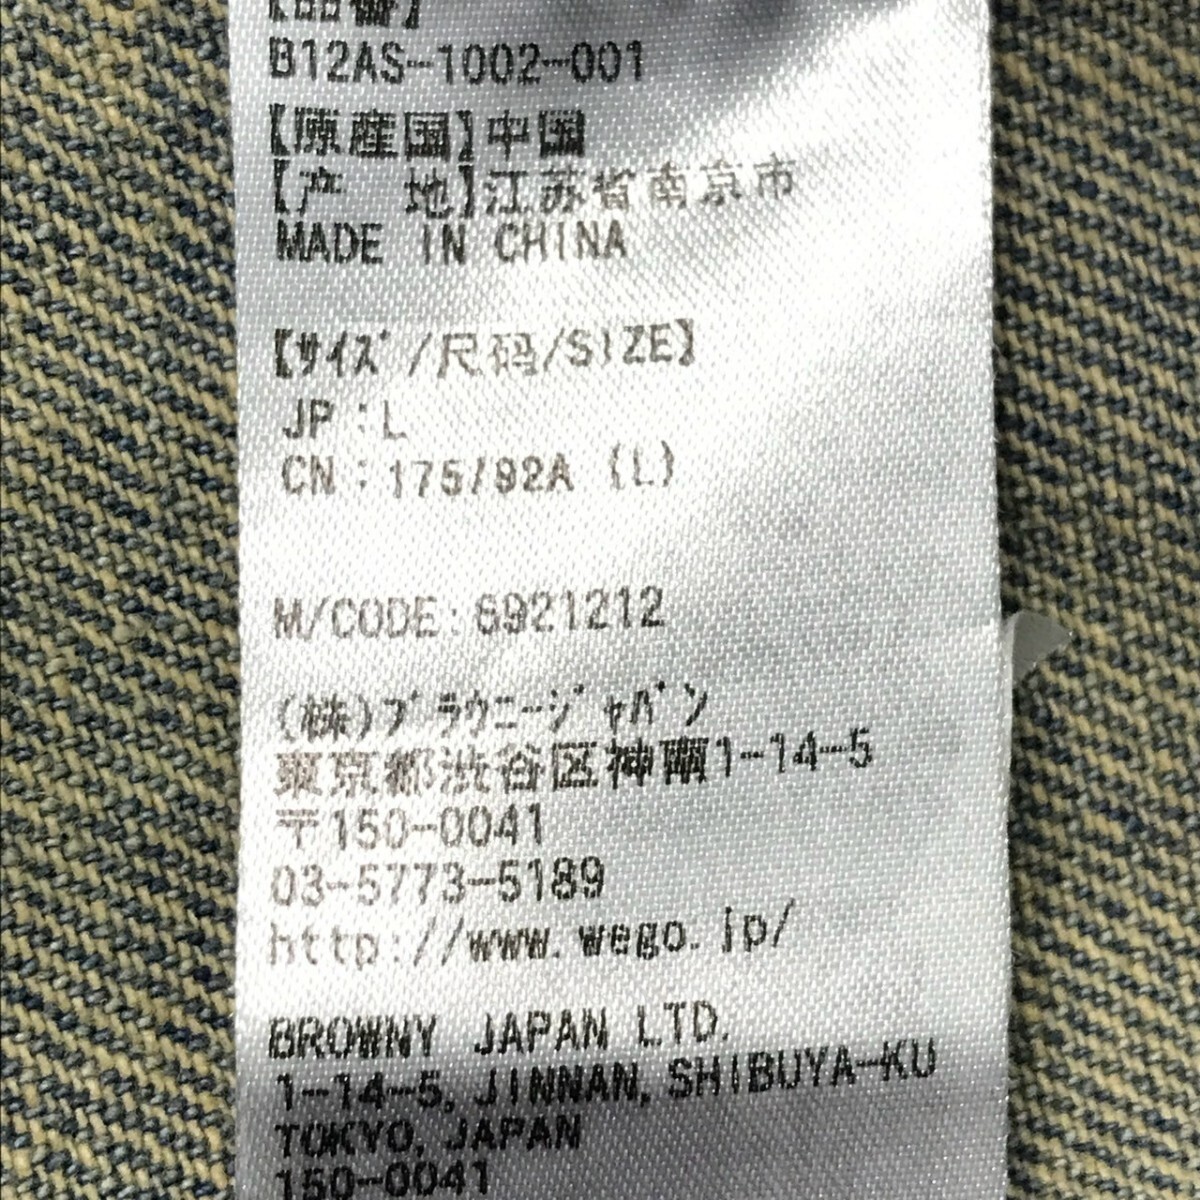 【品番】
B12AS-1002-001
【原産国】中国
【产　地】江苏省南京市
MADE IN CHINA
【ｻｲｽﾞ/尺码/SIZE】
JP:L
CN:175/92A (L)
M/CODE:6921212
(株)ﾌﾞﾗｳﾆｰｼﾞｬﾊﾟﾝ
東京都渋谷区神南1-14-5
〒150-0041
03-5773-5189
http://www.wego.jp/
BROWNY JAPAN LTD.
1-14-5, JINNAN, SHIBUYA-KU
TOKYO, JAPAN
150-0041